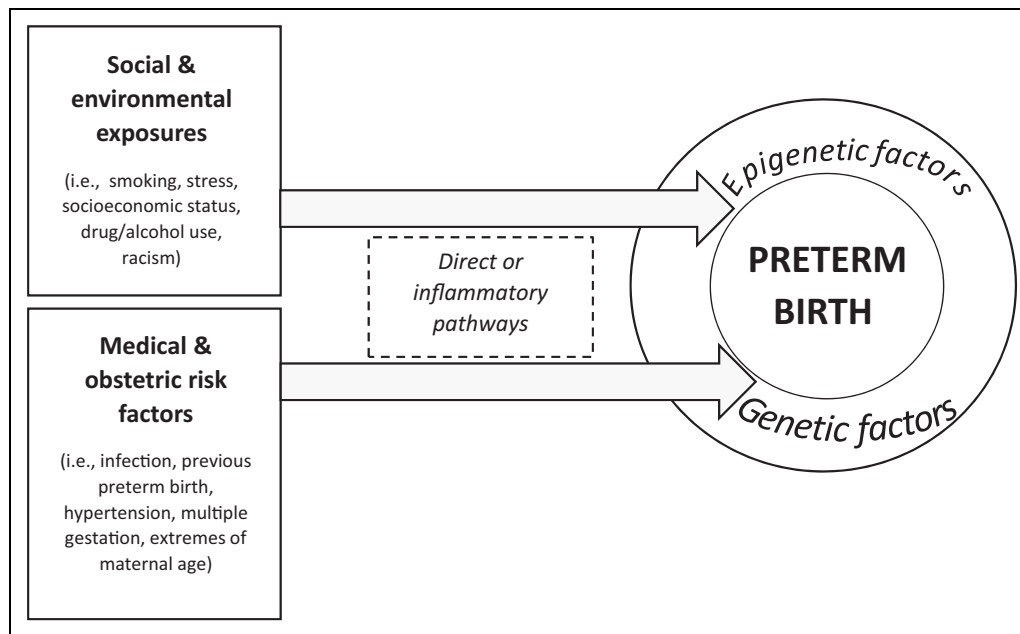 Social &
environmental
exposures
(i.e., smoking, stress,
socioeconomic status,
drug/alcohol use,
racism)
Medical &
obstetric risk
factors
(i.e., infection, previous
preterm birth,
hypertension, multiple
gestation, extremes of
maternal age)
Direct or
inflammatory
pathways
Epigenetic factors
PRETERM
BIRTH
Genetic factors